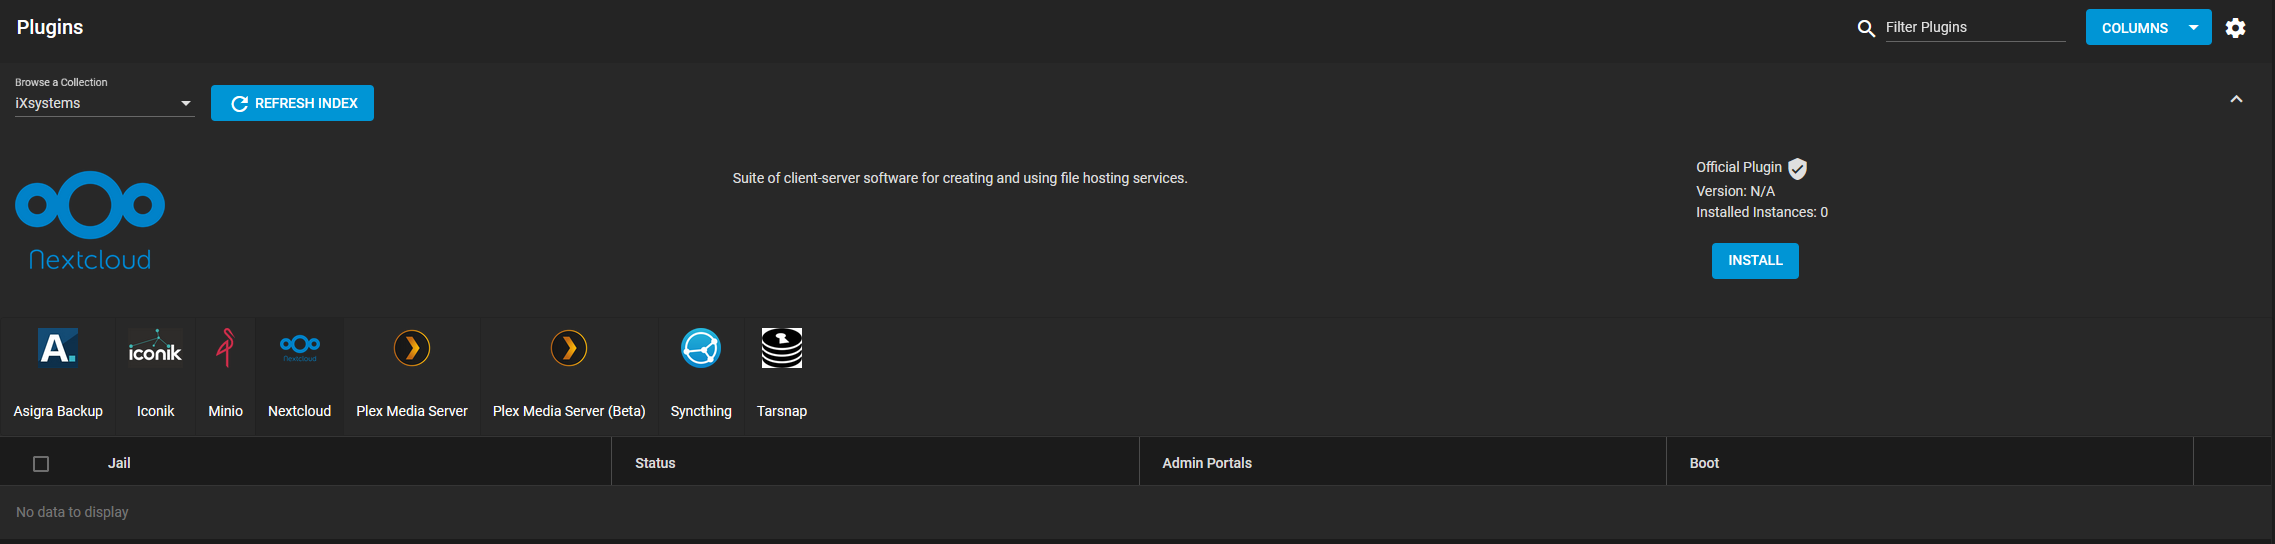 Plugins
Filter Plugins
COLUMNS
Browse a Collection
iXsystems
REFRESH INDEX
Nextcloud
Suite of client-server software for creating and using file hosting services.
Official Plugin
Version: N/A
Installed Instances: 0
INSTALL
A.
iconik
Nextcloud
Asigra Backup
Iconik
Minio
Nextcloud
Plex Media Server
Plex Media Server (Beta)
Syncthing
Tarsnap
Jail
Status
Admin Portals
Boot
No data to display